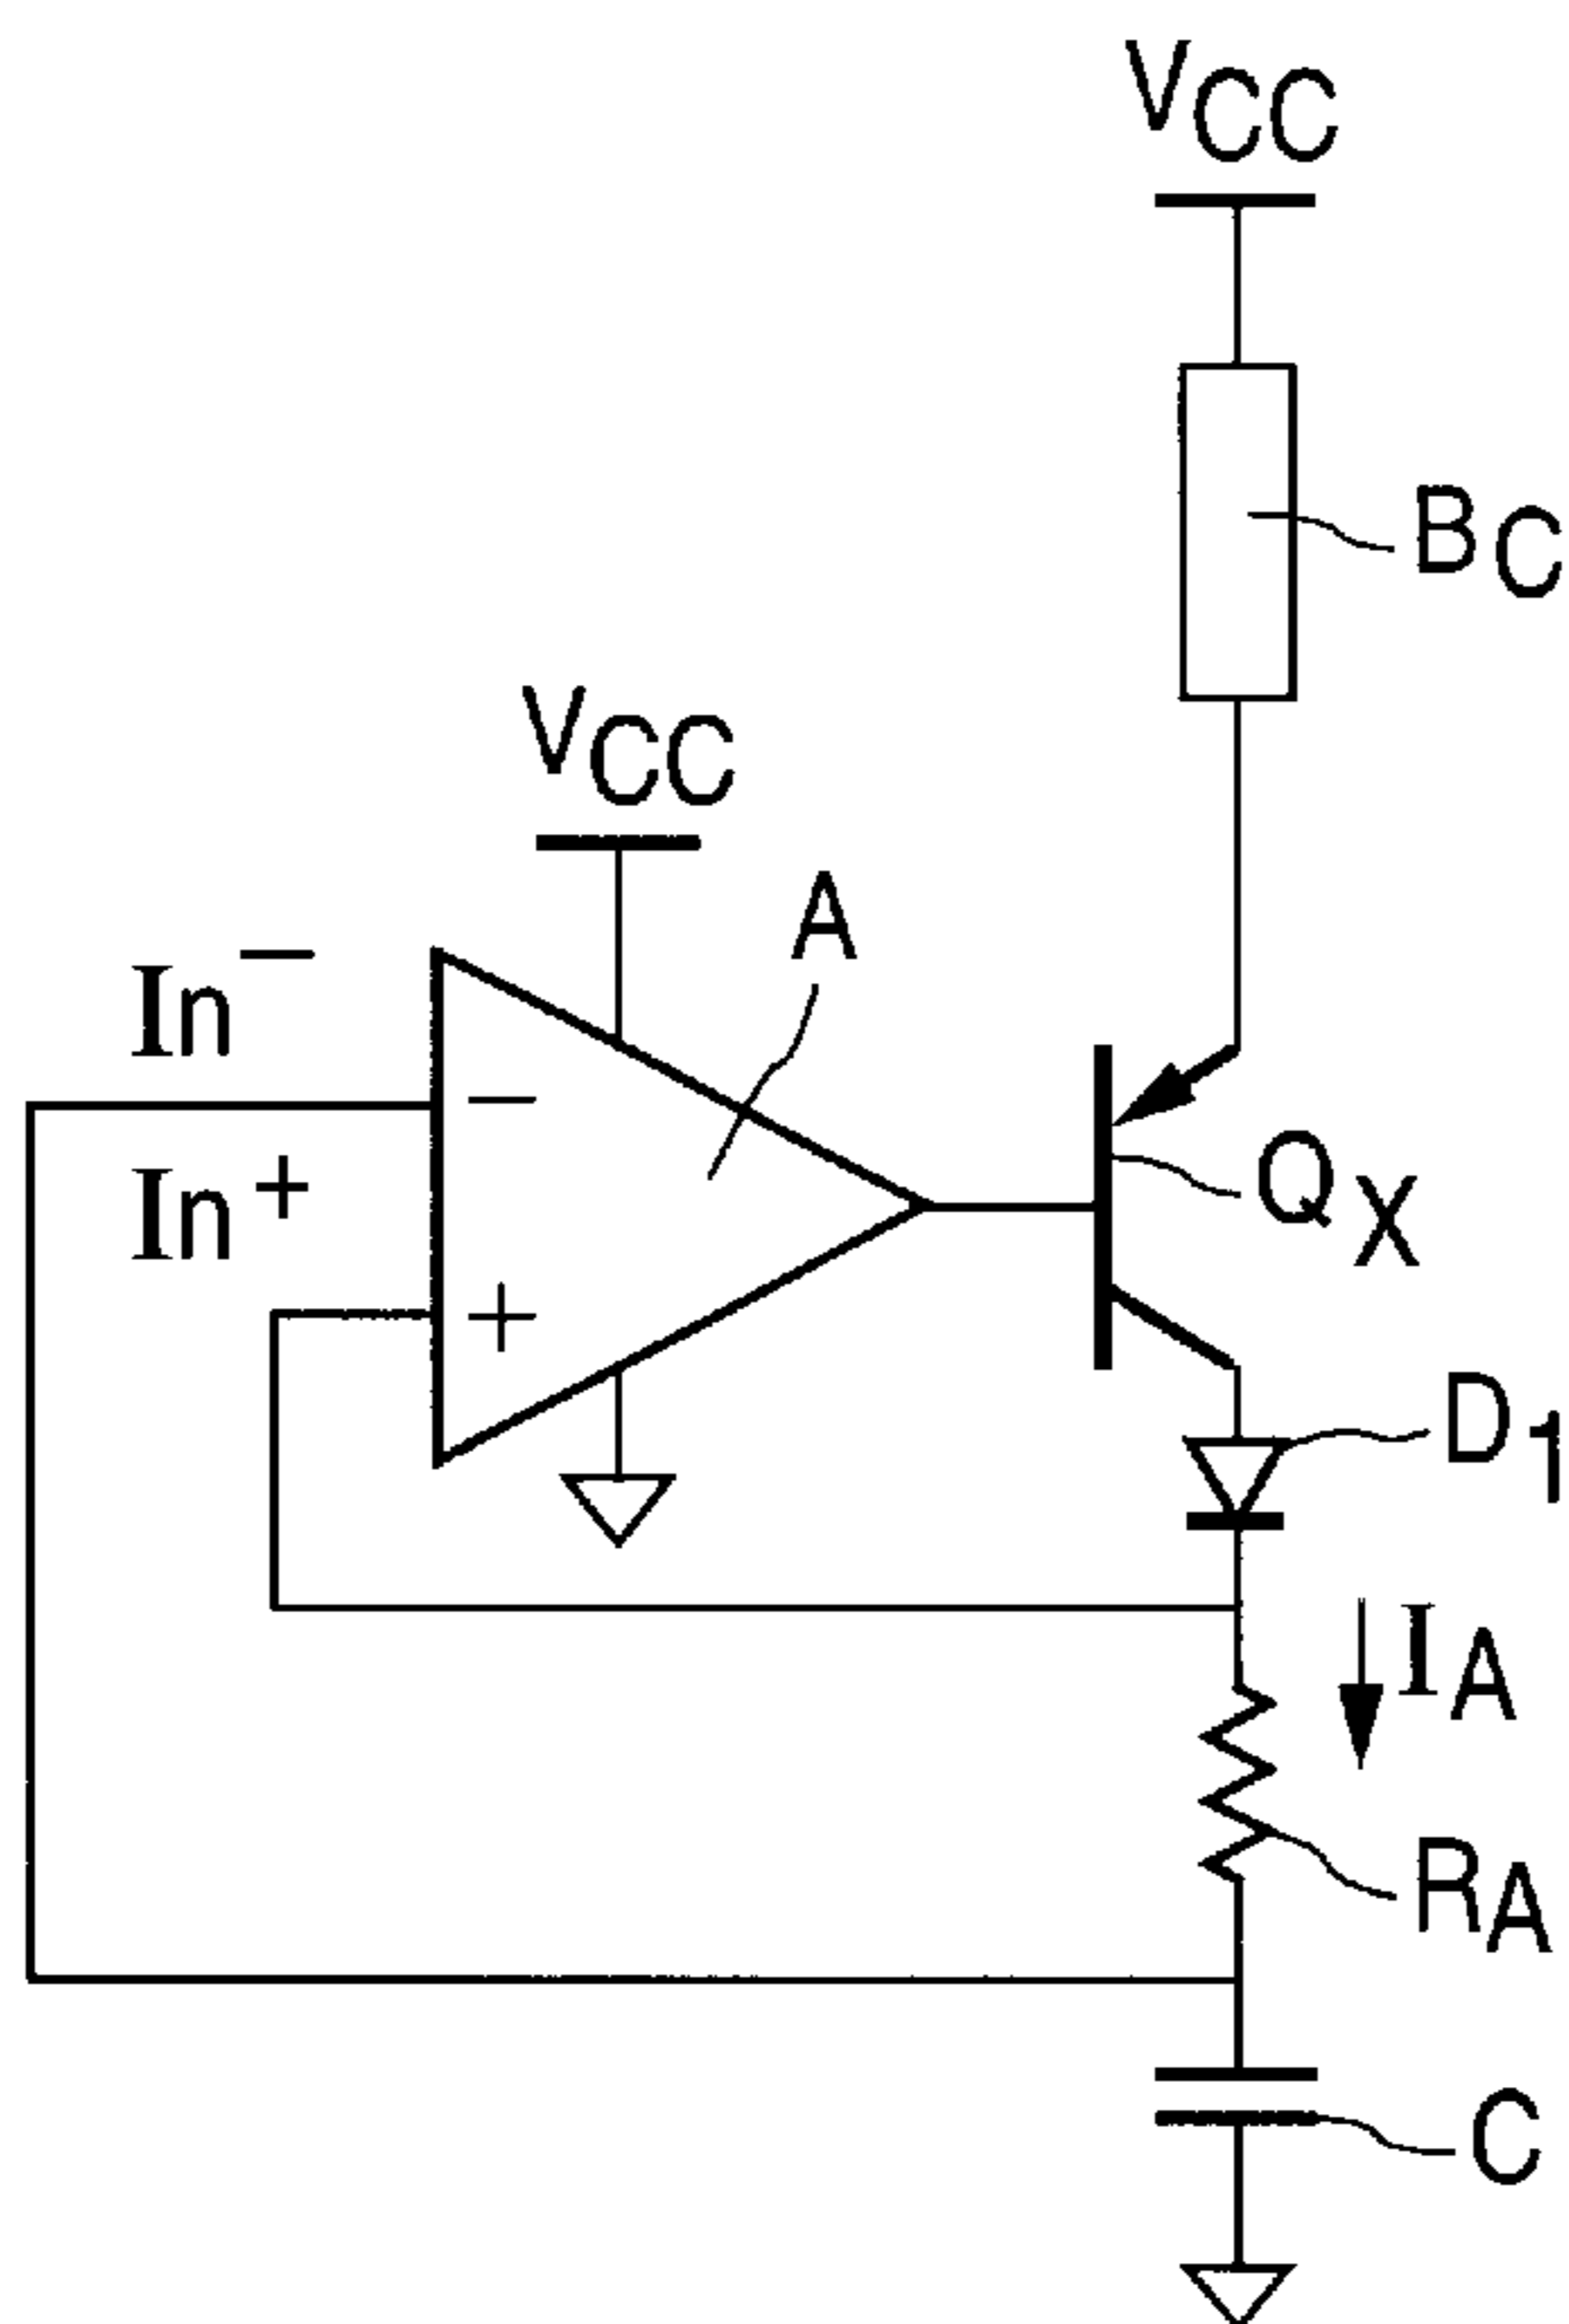 VCC
BC
VCC
A
In−
In+
−
+
QX
D1
IA
RA
C